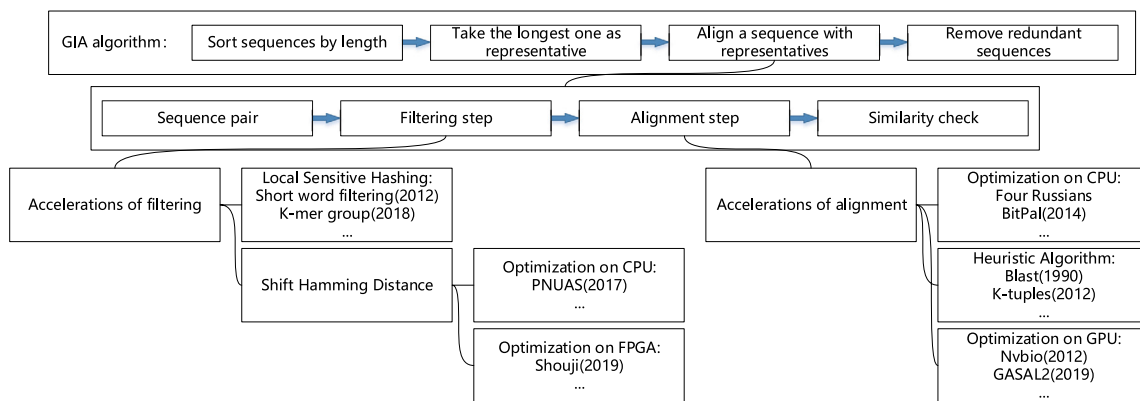 GIA algorithm:
Sort sequences by length
Take the longest one as
representative
Align a sequence with
representatives
Remove redundant
sequences
Sequence pair
Filtering step
Alignment step
Similarity check
Accelerations of filtering
Local Sensitive Hashing:
Short word filtering(2012)
K-mer group(2018)
...
Shift Hamming Distance
Optimization on CPU:
PNUAS(2017)
...
Optimization on FPGA:
Shouji(2019)
...
Accelerations of alignment
Optimization on CPU:
Four Russians
BitPal(2014)
...
Heuristic Algorithm:
Blast(1990)
K-tuples(2012)
...
Optimization on GPU:
Nvbio(2012)
GASAL2(2019)
...